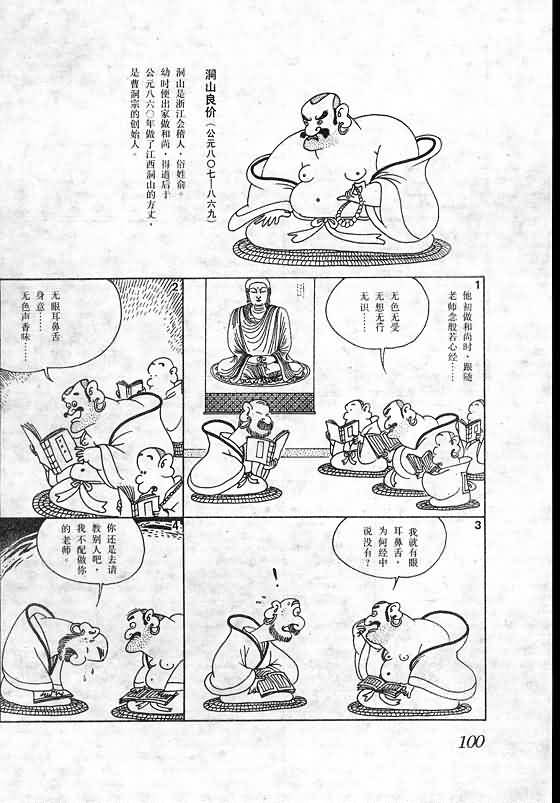 洞山良价（公元八〇七—八六九）
洞山是浙江会稽人，俗姓俞。
幼时便出家做和尚，得道后于
公元八六〇年做了江西洞山的方丈，
是曹洞宗的创始人。
1
他初做和尚时，跟随
老师念般若心经……
无色无受
无想无行
无识……
2
无眼耳鼻舌
身意……
无色声香味……
3
我就有眼
耳鼻舌，
为何经中
说没有？
！
4
你还是去请
教别人吧，
我不配做你
的老师。
100